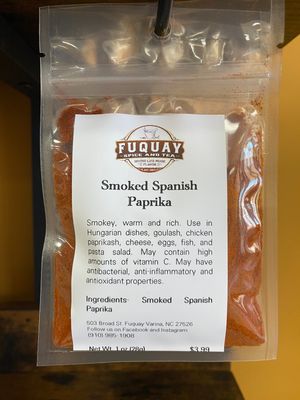 FUQUAY
SPICE AND TEA
Smoked Spanish
Paprika
Smokey, warm and rich. Use in
Hungarian dishes, goulash, chicken
paprikash, cheese, eggs, fish, and
pasta salad. May contain high
amounts of vitamin C. May have
antibacterial, anti-inflammatory and
antioxidant properties.
Ingredients- Smoked Spanish
Paprika
503 Broad St. Fuquay Varina, NC 27526
Follow us on Facebook and Instagram
(910) 985-1908
Net Wt. 1 oz (28g) $3.99